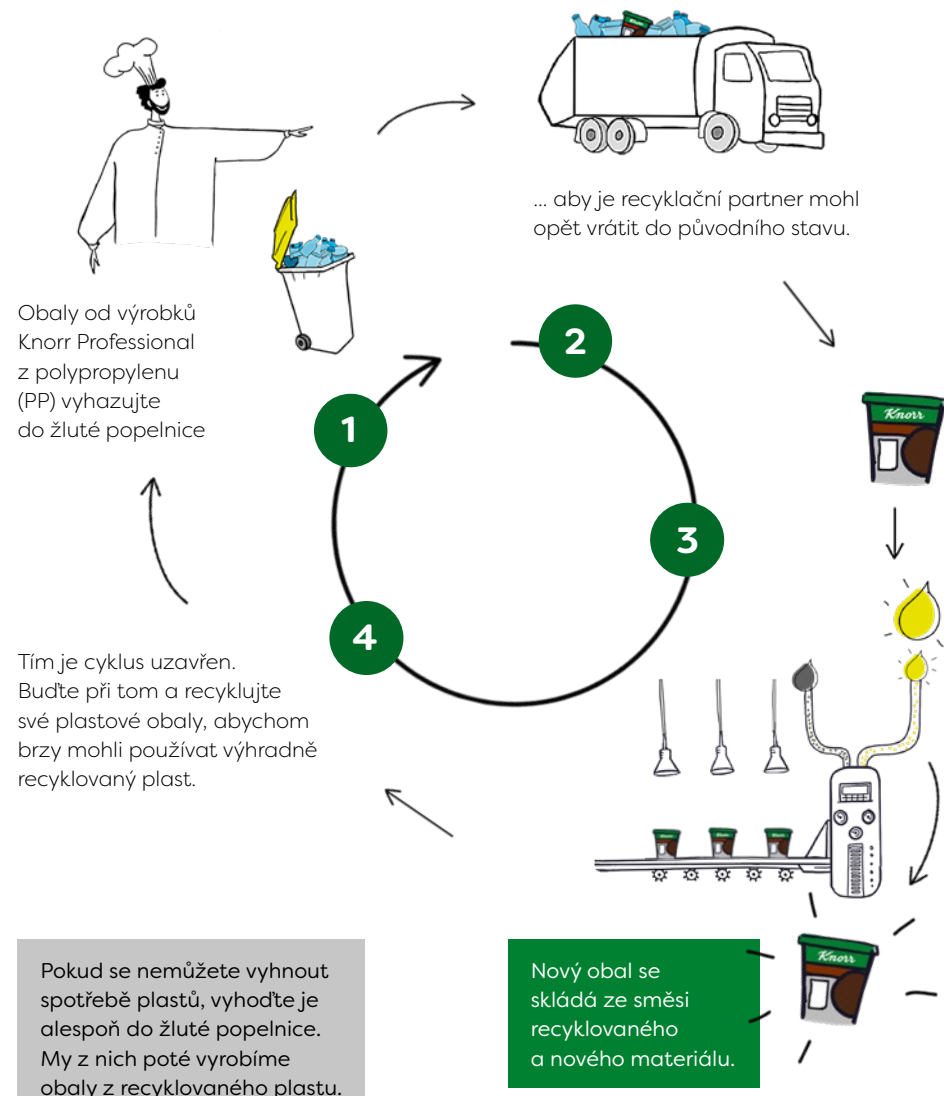 Obaly od výrobků
Knorr Professional
z polypropylenu
(PP) vyhazujte
do žluté popelnice
1
... aby je recyklační partner mohl
opět vrátit do původního stavu.
2
Knorr
3
4
Tím je cyklus uzavřen.
Buďte při tom a recyklujte
své plastové obaly, abychom
brzy mohli používat výhradně
recyklovaný plast.
Pokud se nemůžete vyhnout
spotřebě plastů, vyhoďte je
alespoň do žluté popelnice.
My z nich poté vyrobíme
obaly z recyklovaného plastu.
Nový obal se
skládá ze směsi
recyklovaného
a nového materiálu.
Knorr